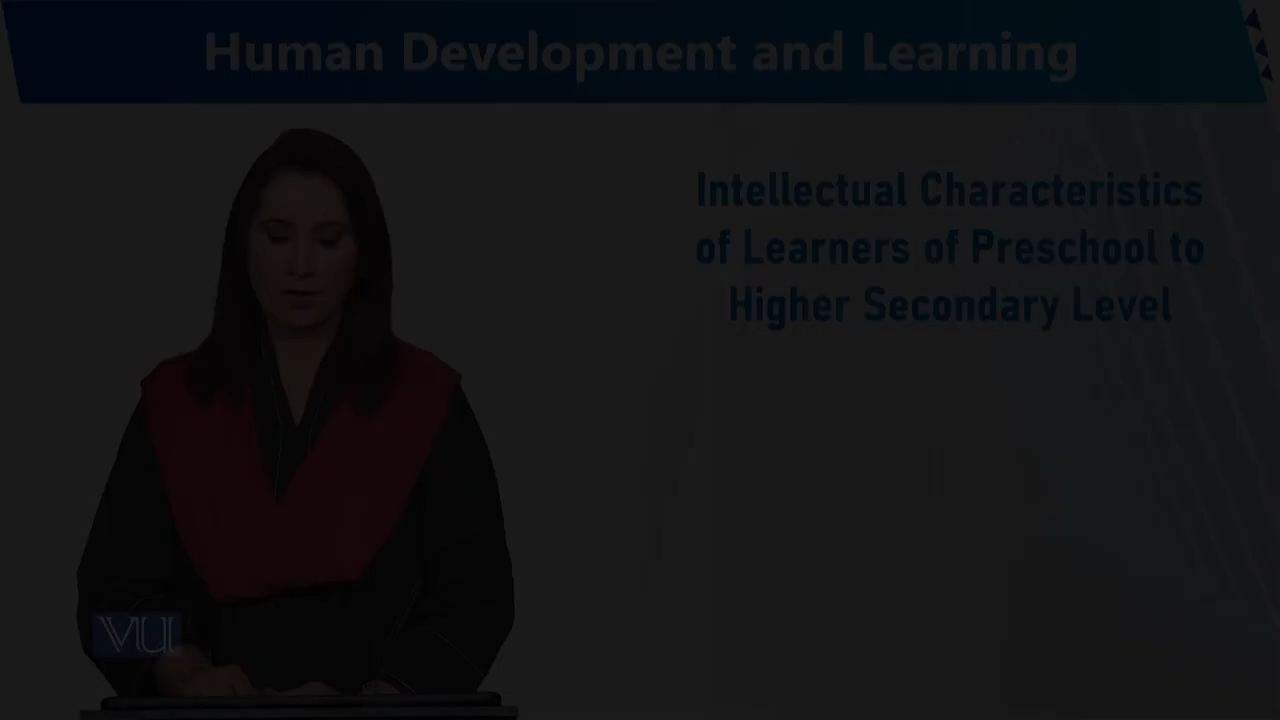 Human Development and Learning
Intellectual Characteristics
of Learners of Preschool to
Higher Secondary Level
VU